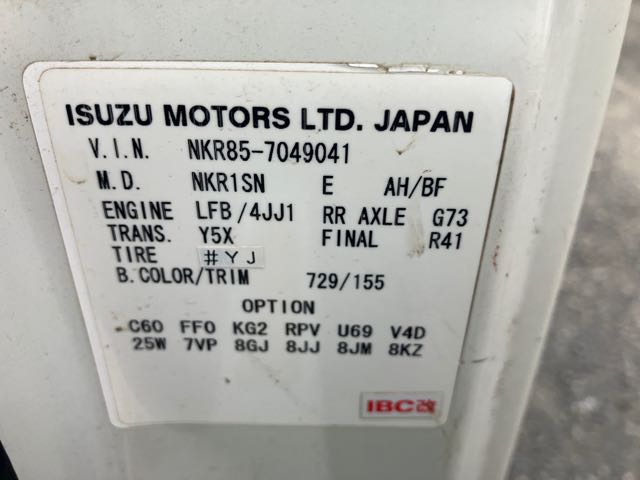 ISUZU MOTORS LTD. JAPAN
V.I.N. NKR85-7049041
M.D. NKR1SN E AH/BF
ENGINE LFB/4JJ1 RR AXLE G73
TRANS. Y5X FINAL R41
TIRE #YJ
B.COLOR/TRIM 729/155
OPTION
C60 FFO KG2 RPV U69 V4D
25W 7VP 8GJ 8JJ 8JM 8KZ
IBC改